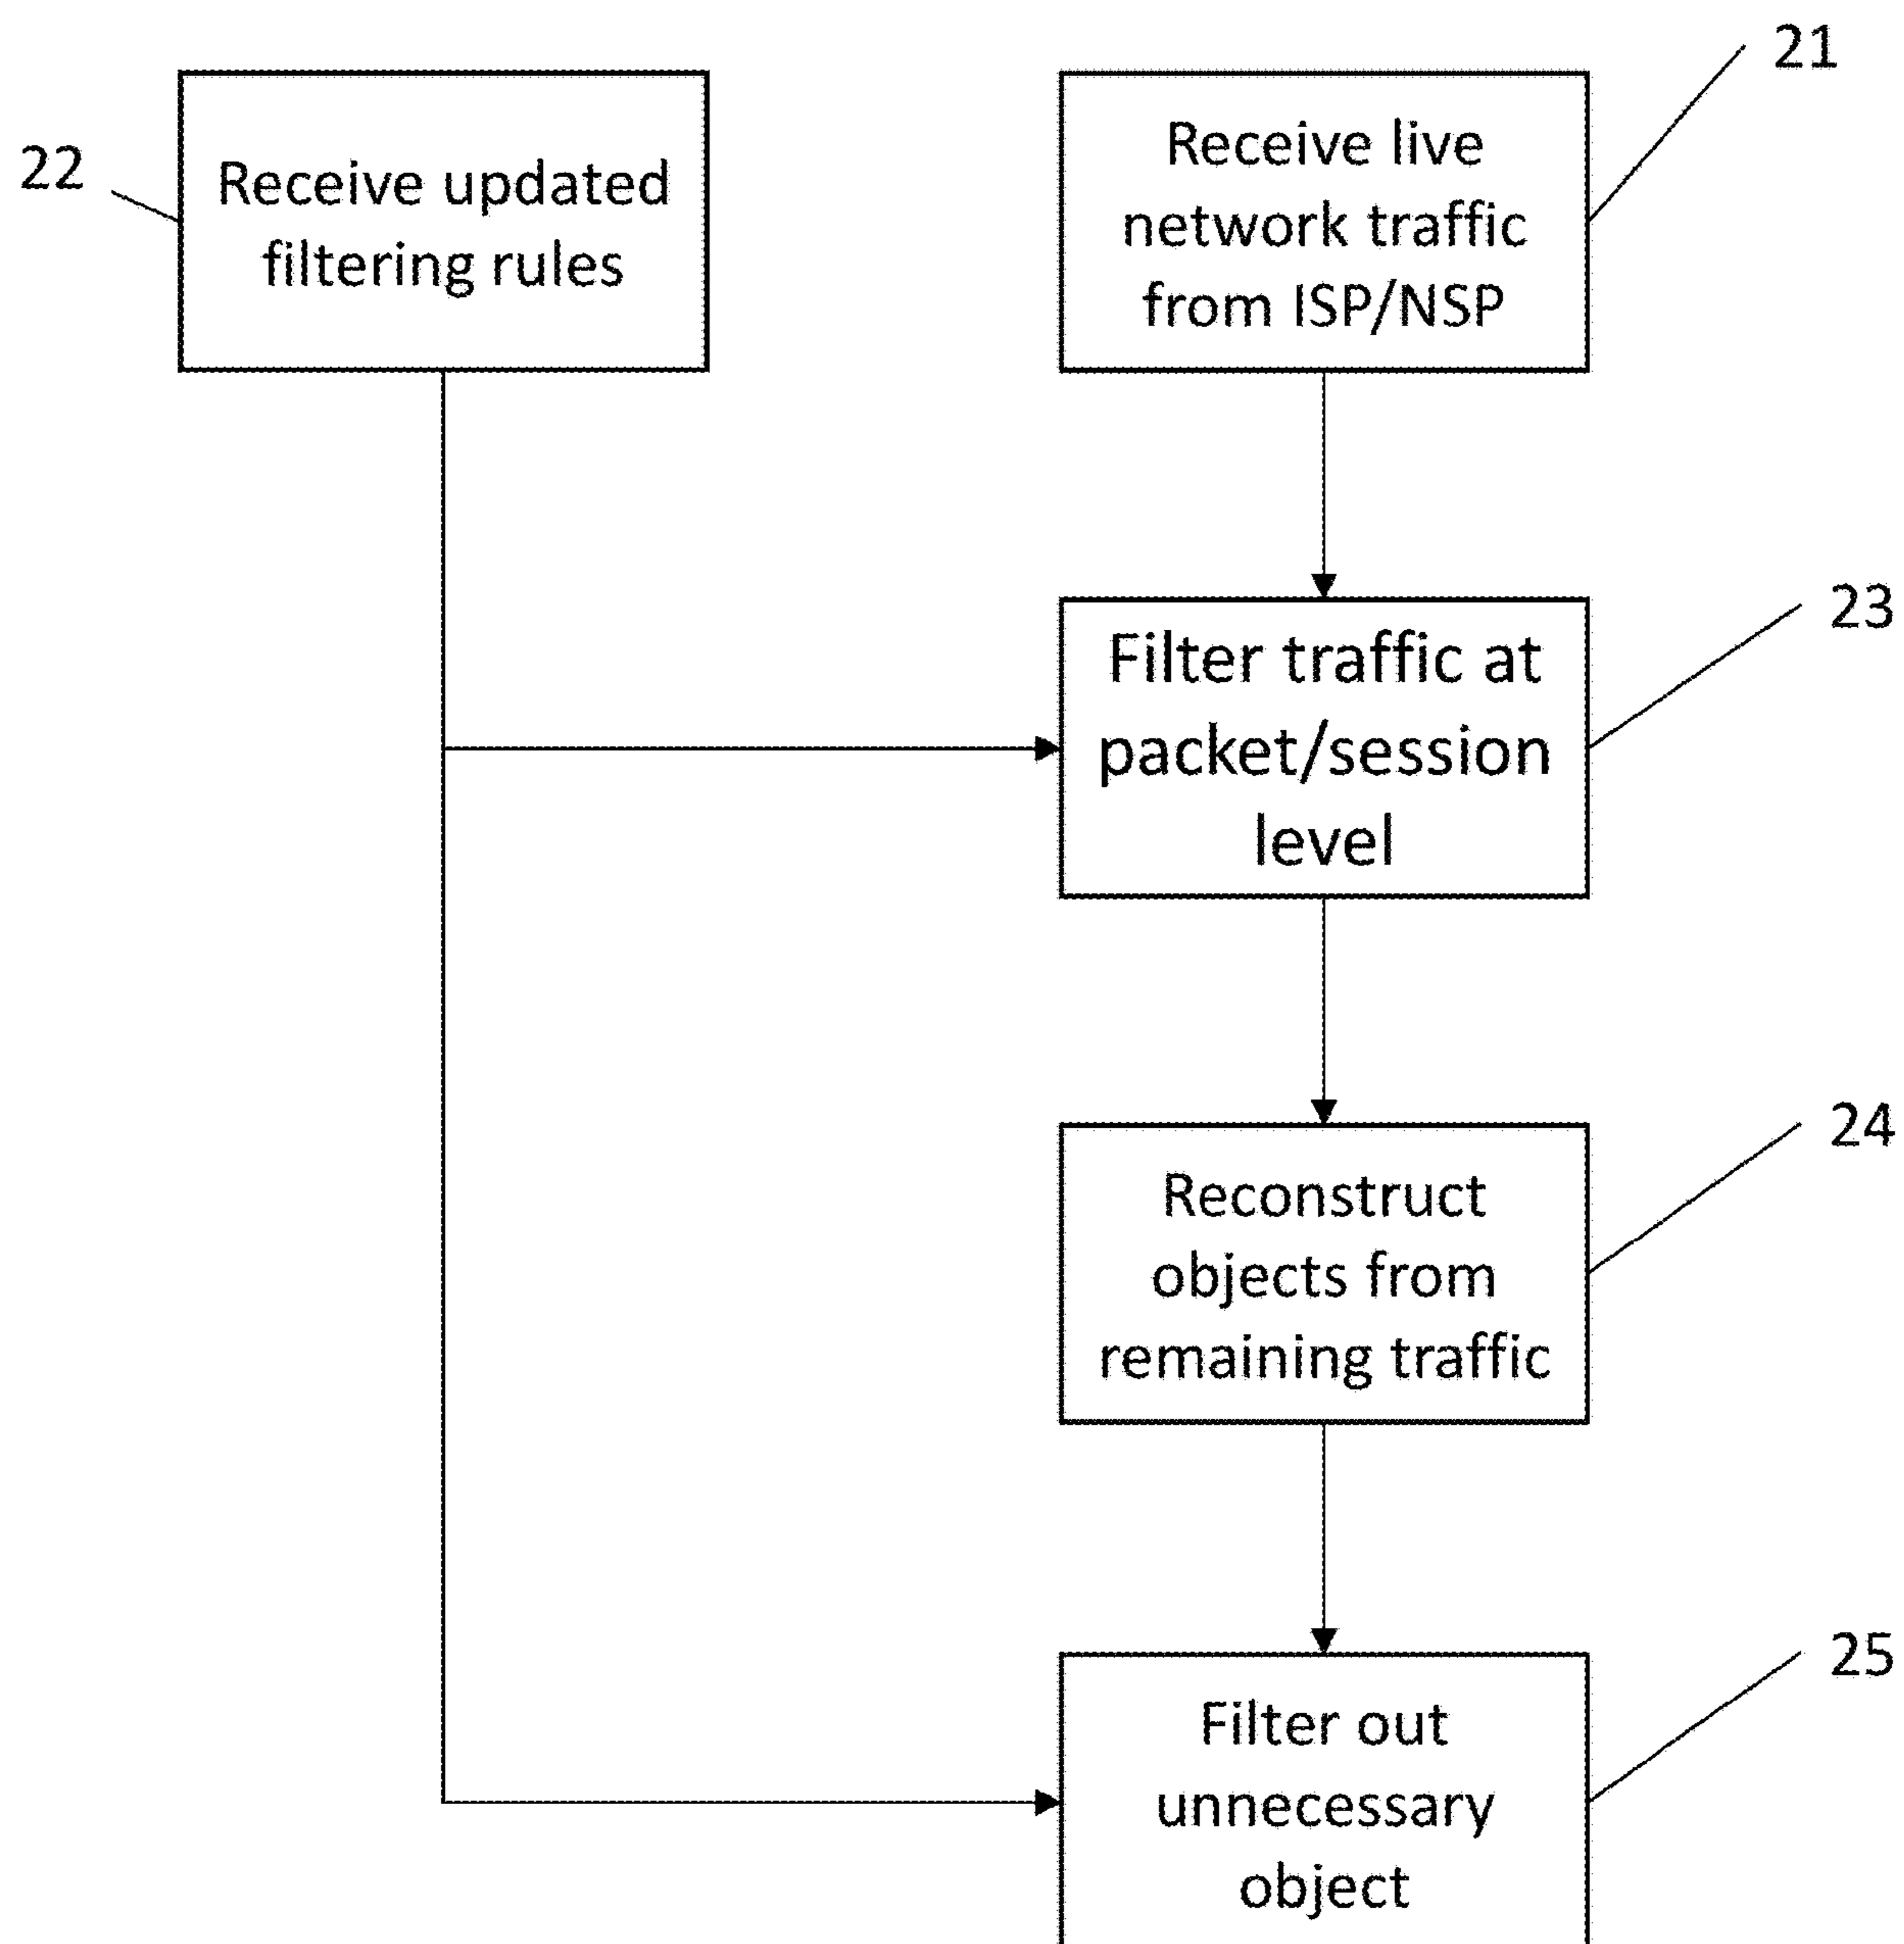 21
Receive live
network traffic
from ISP/NSP
22
Receive updated
filtering rules
23
Filter traffic at
packet/session
level
24
Reconstruct
objects from
remaining traffic
25
Filter out
unnecessary
object